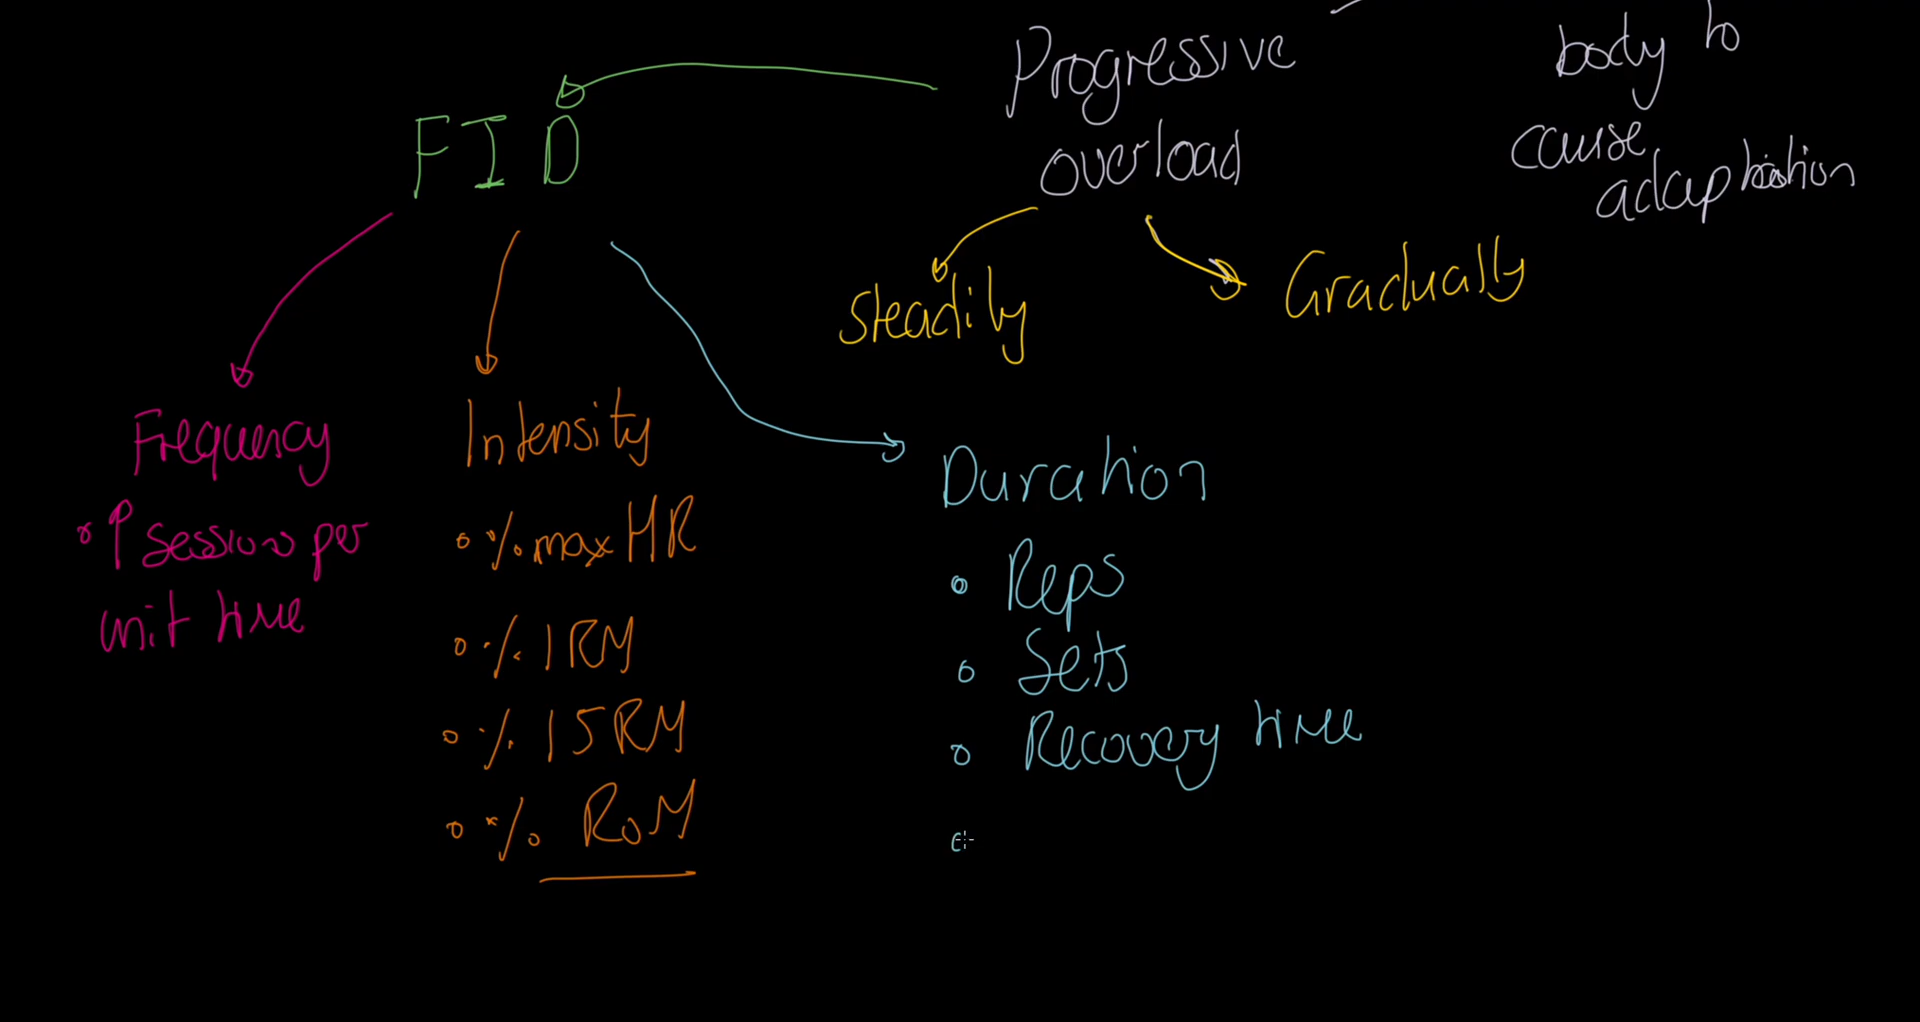 Progressive
overload
body to
cause
adaptation
FID
Steadily
Gradually
Frequency
↑ sessions per
unit time
Intensity
% max HR
% 1RM
% 15RM
% RoM
Duration
Reps
Sets
Recovery time